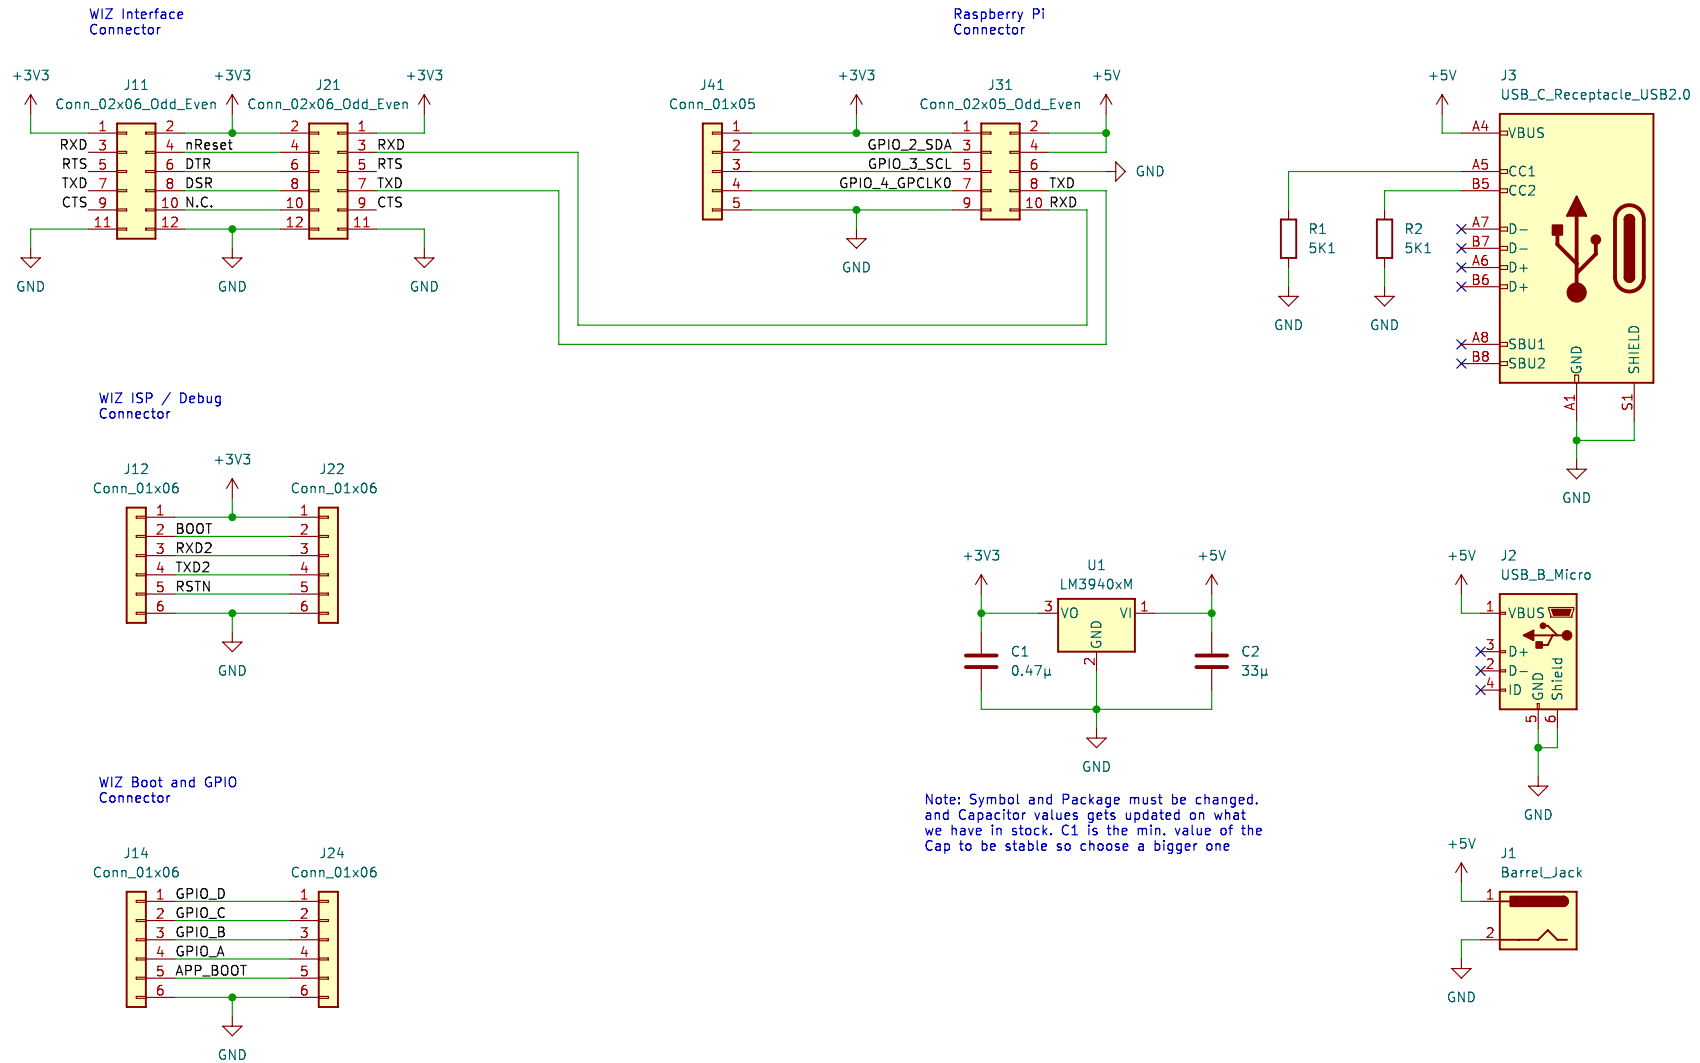 WIZ Interface
Connector
+3V3
+3V3
+3V3
J11
Conn_02x06_Odd_Even
J21
Conn_02x06_Odd_Even
1
2
2
1
RXD
3
4
nReset
4
3
RXD
RTS
5
6
DTR
6
5
RTS
TXD
7
8
DSR
8
7
TXD
CTS
9
10
N.C.
10
9
CTS
11
12
12
11
GND
GND
GND
Raspberry Pi
Connector
J41
Conn_01x05
+3V3
J31
Conn_02x05_Odd_Even
+5V
1
1
2
2
GPIO_2_SDA
3
4
3
GPIO_3_SCL
5
6
GND
4
GPIO_4_GPCLK0
7
8
TXD
5
9
10
RXD
GND
+5V
J3
USB_C_Receptacle_USB2.0
A4
VBUS
A5
CC1
B5
CC2
R1
5K1
R2
5K1
GND
GND
A7
D-
B7
D-
A6
D+
B6
D+
A8
SBU1
B8
SBU2
GND
SHIELD
A1
S1
GND
WIZ ISP / Debug
Connector
J12
Conn_01x06
+3V3
J22
Conn_01x06
1
1
2
BOOT
2
3
RXD2
3
4
TXD2
4
5
RSTN
5
6
6
GND
+3V3
U1
LM3940xM
+5V
3
VO
VI
1
GND
2
C1
0.47µ
C2
33µ
GND
Note: Symbol and Package must be changed.
and Capacitor values gets updated on what
we have in stock. C1 is the min. value of the
Cap to be stable so choose a bigger one
+5V
J2
USB_B_Micro
1
VBUS
3
D+
2
D-
4
ID
GND
Shield
5
6
GND
WIZ Boot and GPIO
Connector
J14
Conn_01x06
J24
Conn_01x06
1
GPIO_D
1
2
GPIO_C
2
3
GPIO_B
3
4
GPIO_A
4
5
APP_BOOT
5
6
6
GND
+5V
J1
Barrel_Jack
1
2
GND